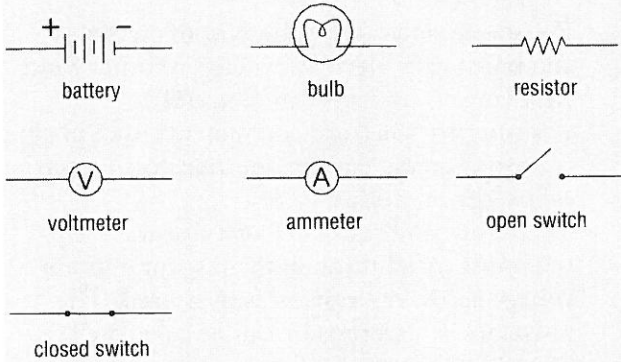 + −
battery
bulb
resistor
V
A
voltmeter
ammeter
open switch
closed switch